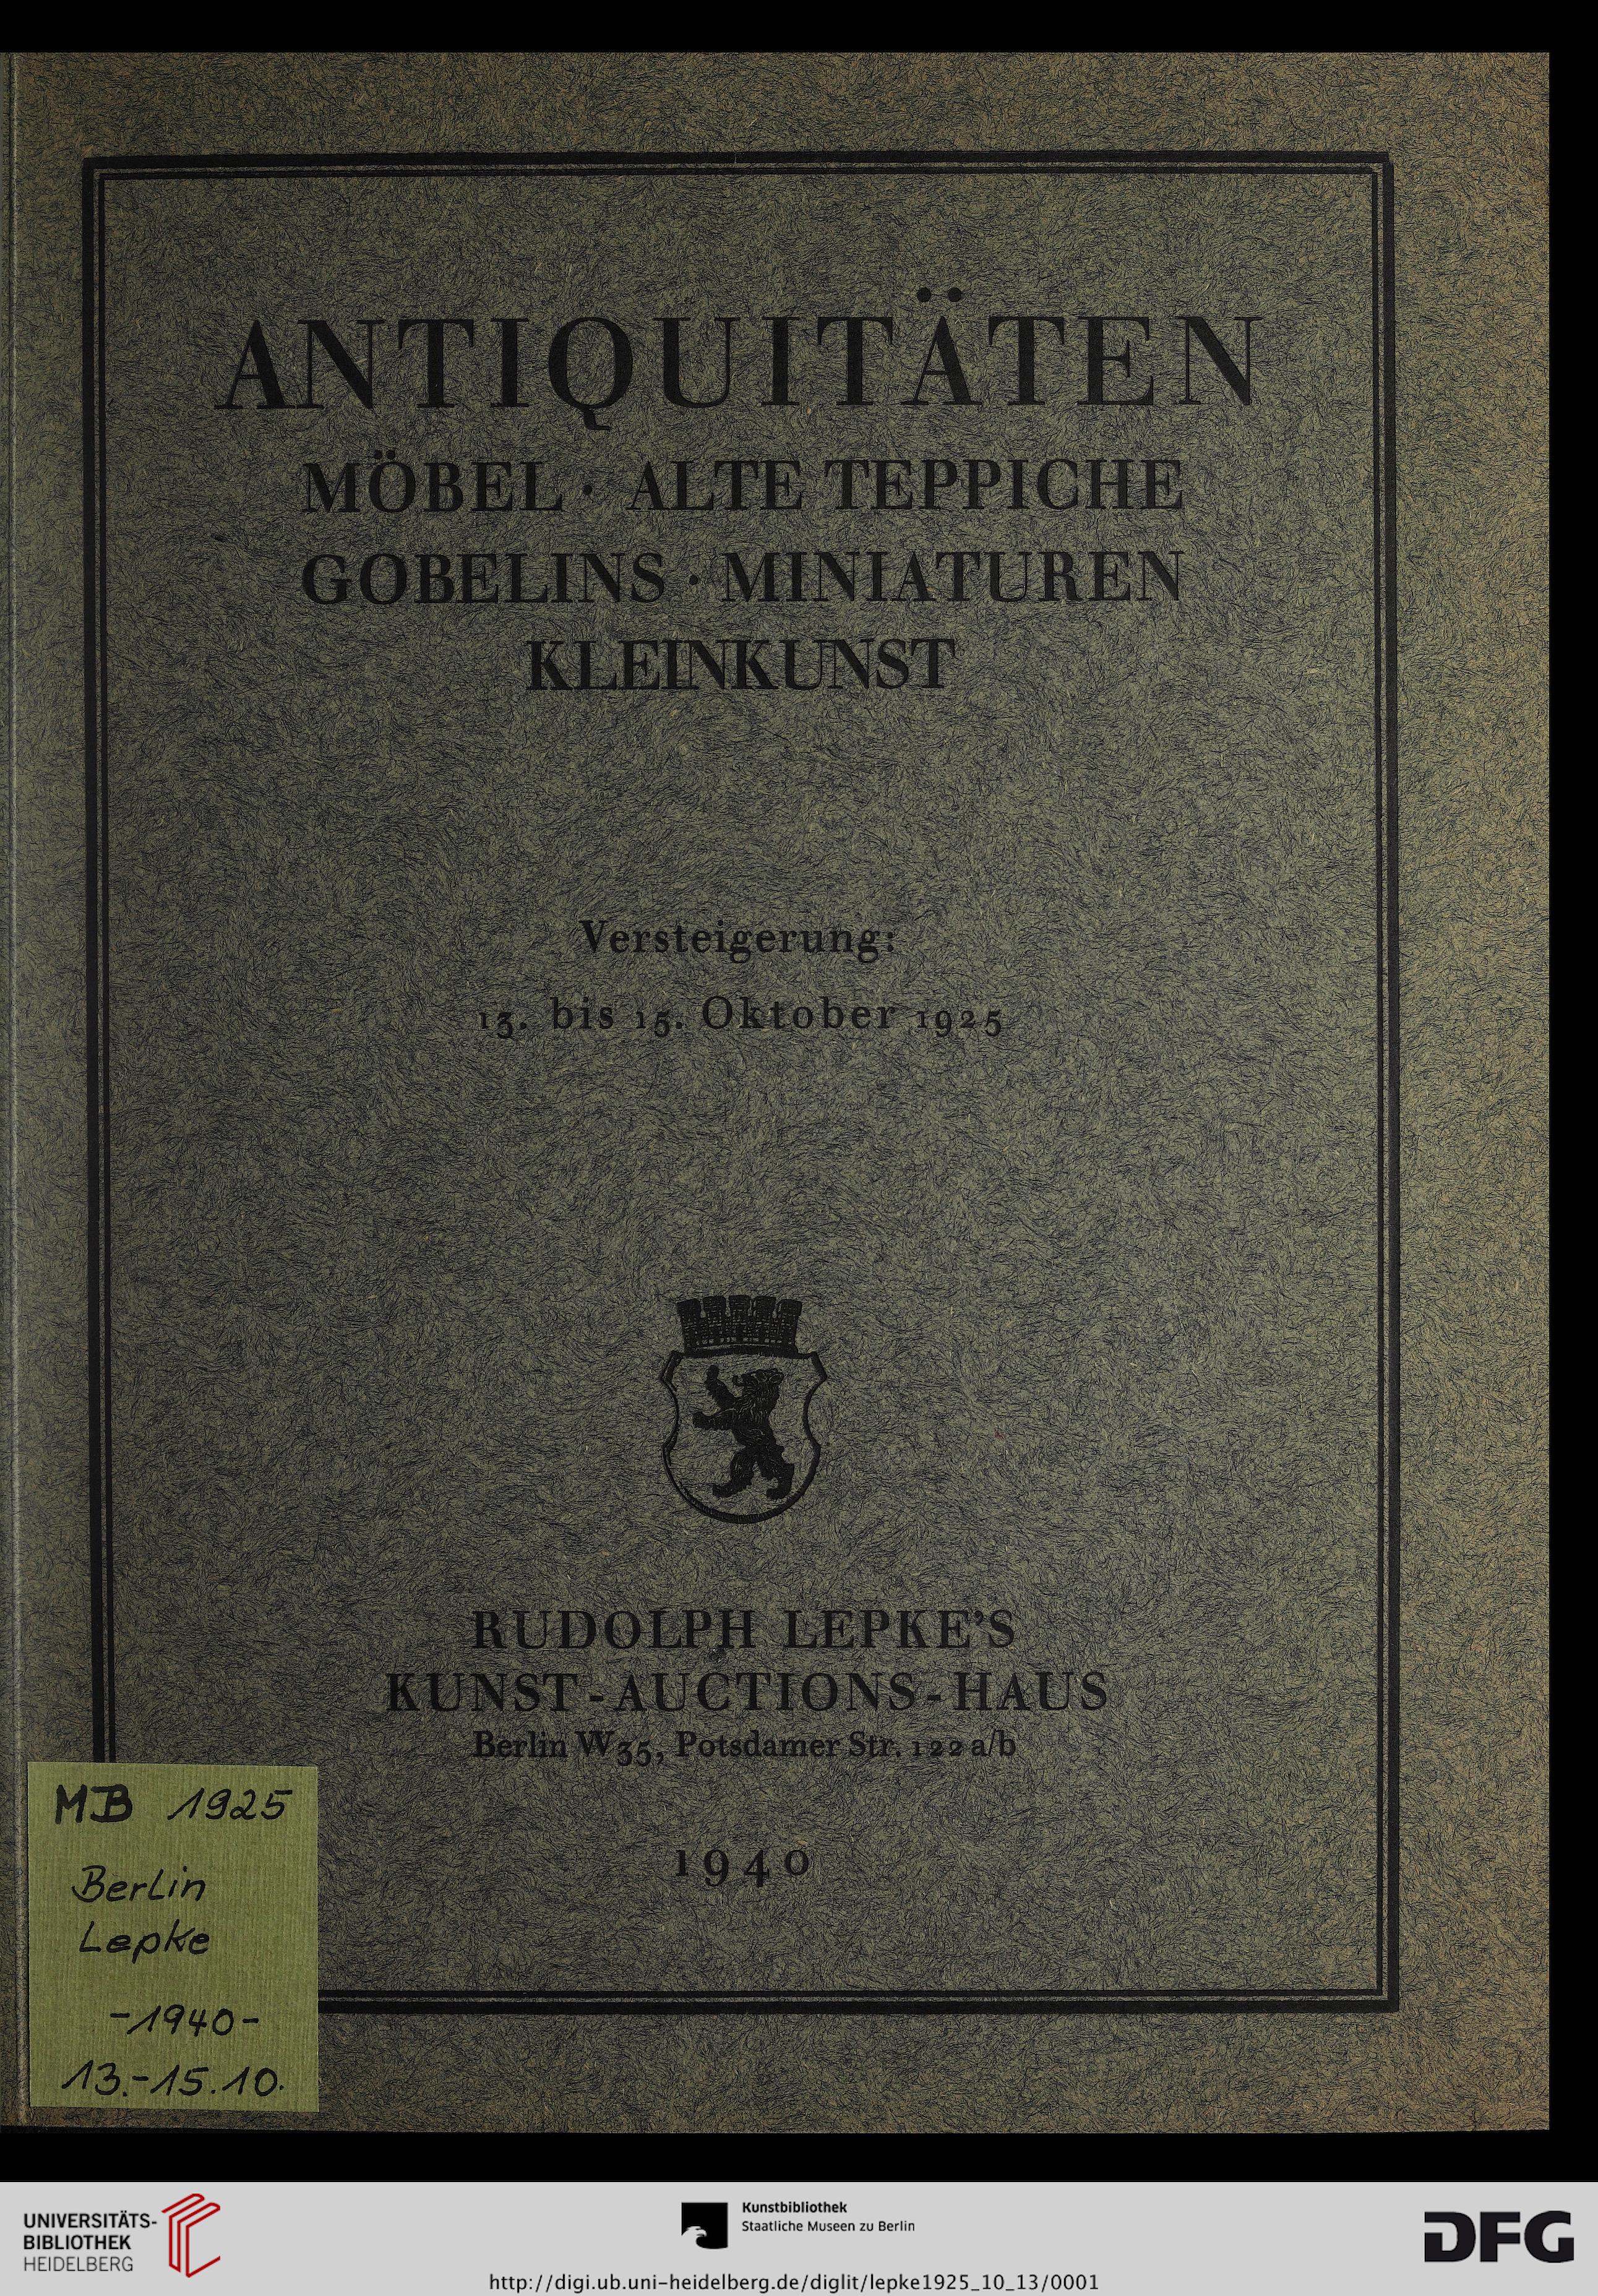 ANTIQUITÄTEN
MÖBEL · ALTE TEPPICHE
GOBELINS · MINIATUREN
KLEINKUNST
Versteigerung:
13. bis 15. Oktober 1925
RUDOLPH LEPKE'S
KUNST-AUCTIONS-HAUS
Berlin W35, Potsdamer Str. 122 a/b
1940
MB 1925
Berlin
Lepke
-1940-
13.-15.10.
UNIVERSITÄTS-
BIBLIOTHEK
HEIDELBERG
Kunstbibliothek
Staatliche Museen zu Berlin
DFG
http://digi.ub.uni-heidelberg.de/diglit/lepke1925_10_13/0001